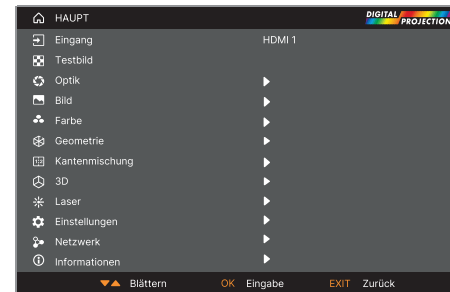 HAUPT DIGITAL PROJECTION
Eingang HDMI 1
Testbild
Optik
Bild
Farbe
Geometrie
Kantenmischung
3D
Laser
Einstellungen
Netzwerk
Informationen
Blättern OK Eingabe EXIT Zurück